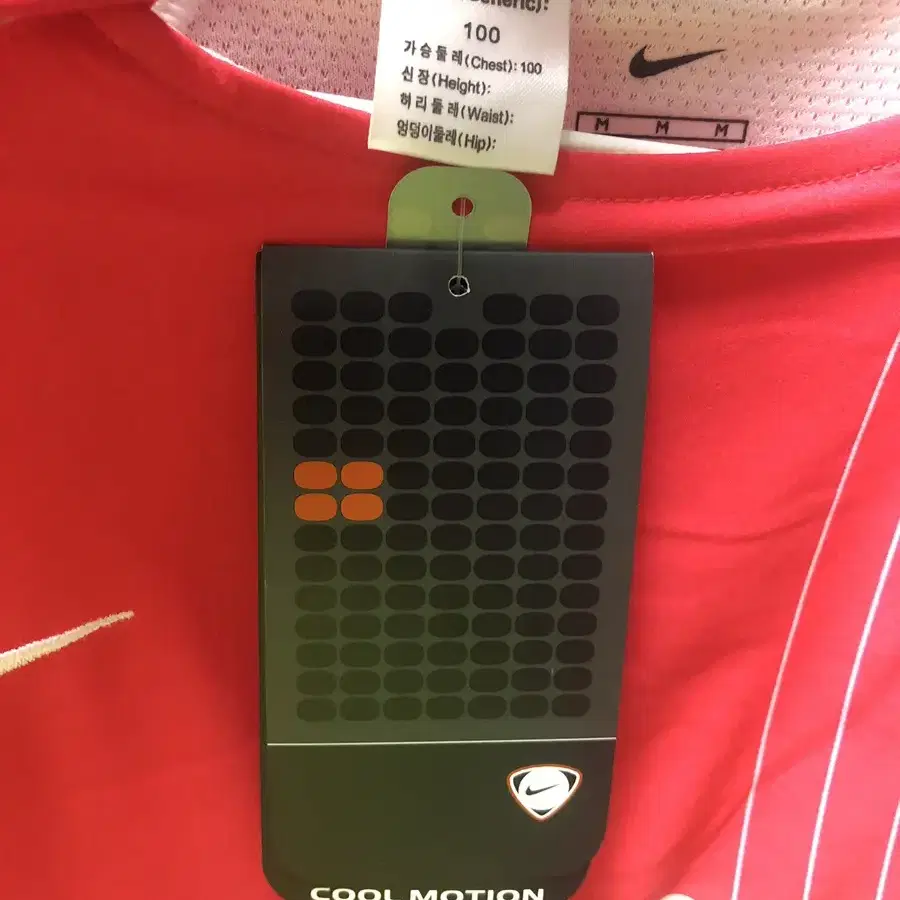 100
가슴둘레(Chest): 100
신장(Height):
허리둘레(Waist):
엉덩이둘레(Hip):
M M M
COOL MOTION